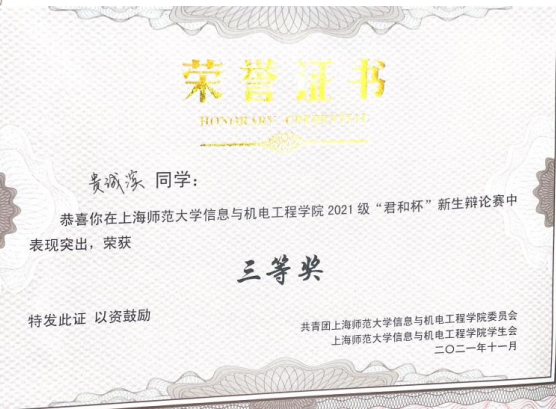 荣誉证书
HONORARY CREDENTIAL
贵诚滨 同学：
恭喜你在上海师范大学信息与机电工程学院 2021 级“君和杯”新生辩论赛中
表现突出，荣获
三等奖
特发此证 以资鼓励
共青团上海师范大学信息与机电工程学院委员会
上海师范大学信息与机电工程学院学生会
二〇二一年十一月